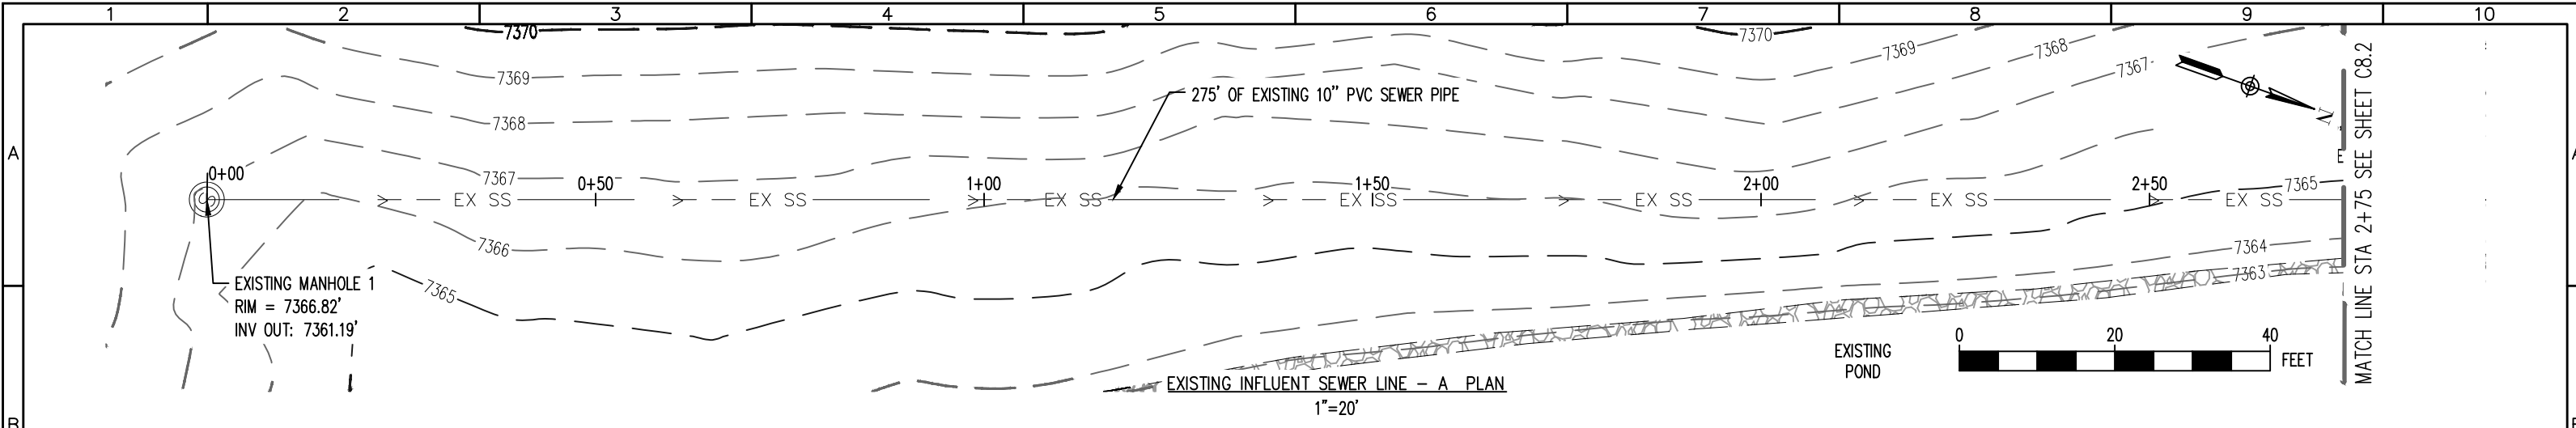 1 2 3 4 5 6 7 8 9 10
7370 7370
7369 7369 7368
7367
275' OF EXISTING 10" PVC SEWER PIPE
7368
N
A
E
0+00 7367 0+50 1+00 1+50 2+00 2+50 7365
S EX SS EX SS EX SS EX SS EX SS EX SS EX SS
7366 7364
7363
EXISTING MANHOLE 1
RIM = 7366.82'
INV OUT: 7361.19'
7365
MATCH LINE STA 2+75 SEE SHEET C8.2
0 20 40
FEET
EXISTING
POND
EXISTING INFLUENT SEWER LINE - A PLAN
1"=20'
B